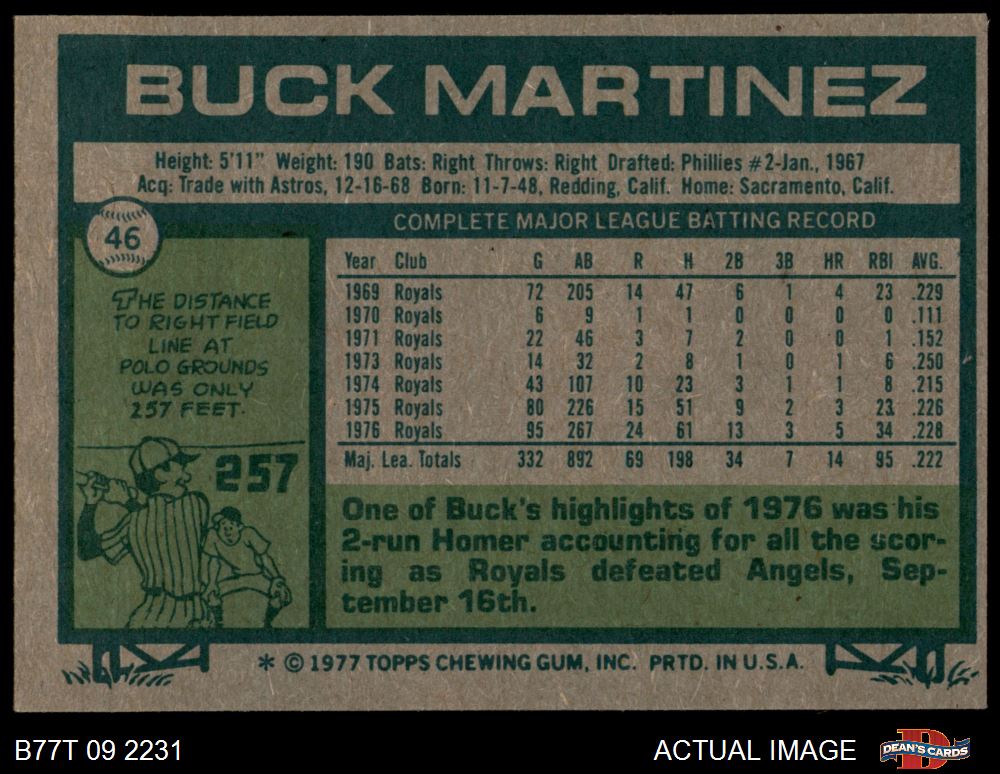 BUCK MARTINEZ
Height: 5'11" Weight: 190 Bats: Right Throws: Right Drafted: Phillies #2-Jan., 1967
Acq: Trade with Astros, 12-16-68 Born: 11-7-48, Redding, Calif. Home: Sacramento, Calif.
46
THE DISTANCE
TO RIGHT FIELD
LINE AT
POLO GROUNDS
WAS ONLY
257 FEET.
257
COMPLETE MAJOR LEAGUE BATTING RECORD
Year Club G AB R H 2B 3B HR RBI AVG.
1969 Royals 72 205 14 47 6 1 4 23 .229
1970 Royals 6 9 1 1 0 0 0 0 .111
1971 Royals 22 46 3 7 2 0 0 1 .152
1973 Royals 14 32 2 8 1 0 1 6 .250
1974 Royals 43 107 10 23 3 1 1 8 .215
1975 Royals 80 226 15 51 9 2 3 23 .226
1976 Royals 95 267 24 61 13 3 5 34 .228
Maj. Lea. Totals 332 892 69 198 34 7 14 95 .222
One of Buck's highlights of 1976 was his
2-run Homer accounting for all the scor-
ing as Royals defeated Angels, Sep-
tember 16th.
* © 1977 TOPPS CHEWING GUM, INC. PRTD. IN U.S.A.
B77T 09 2231 ACTUAL IMAGE DEAN'S CARDS